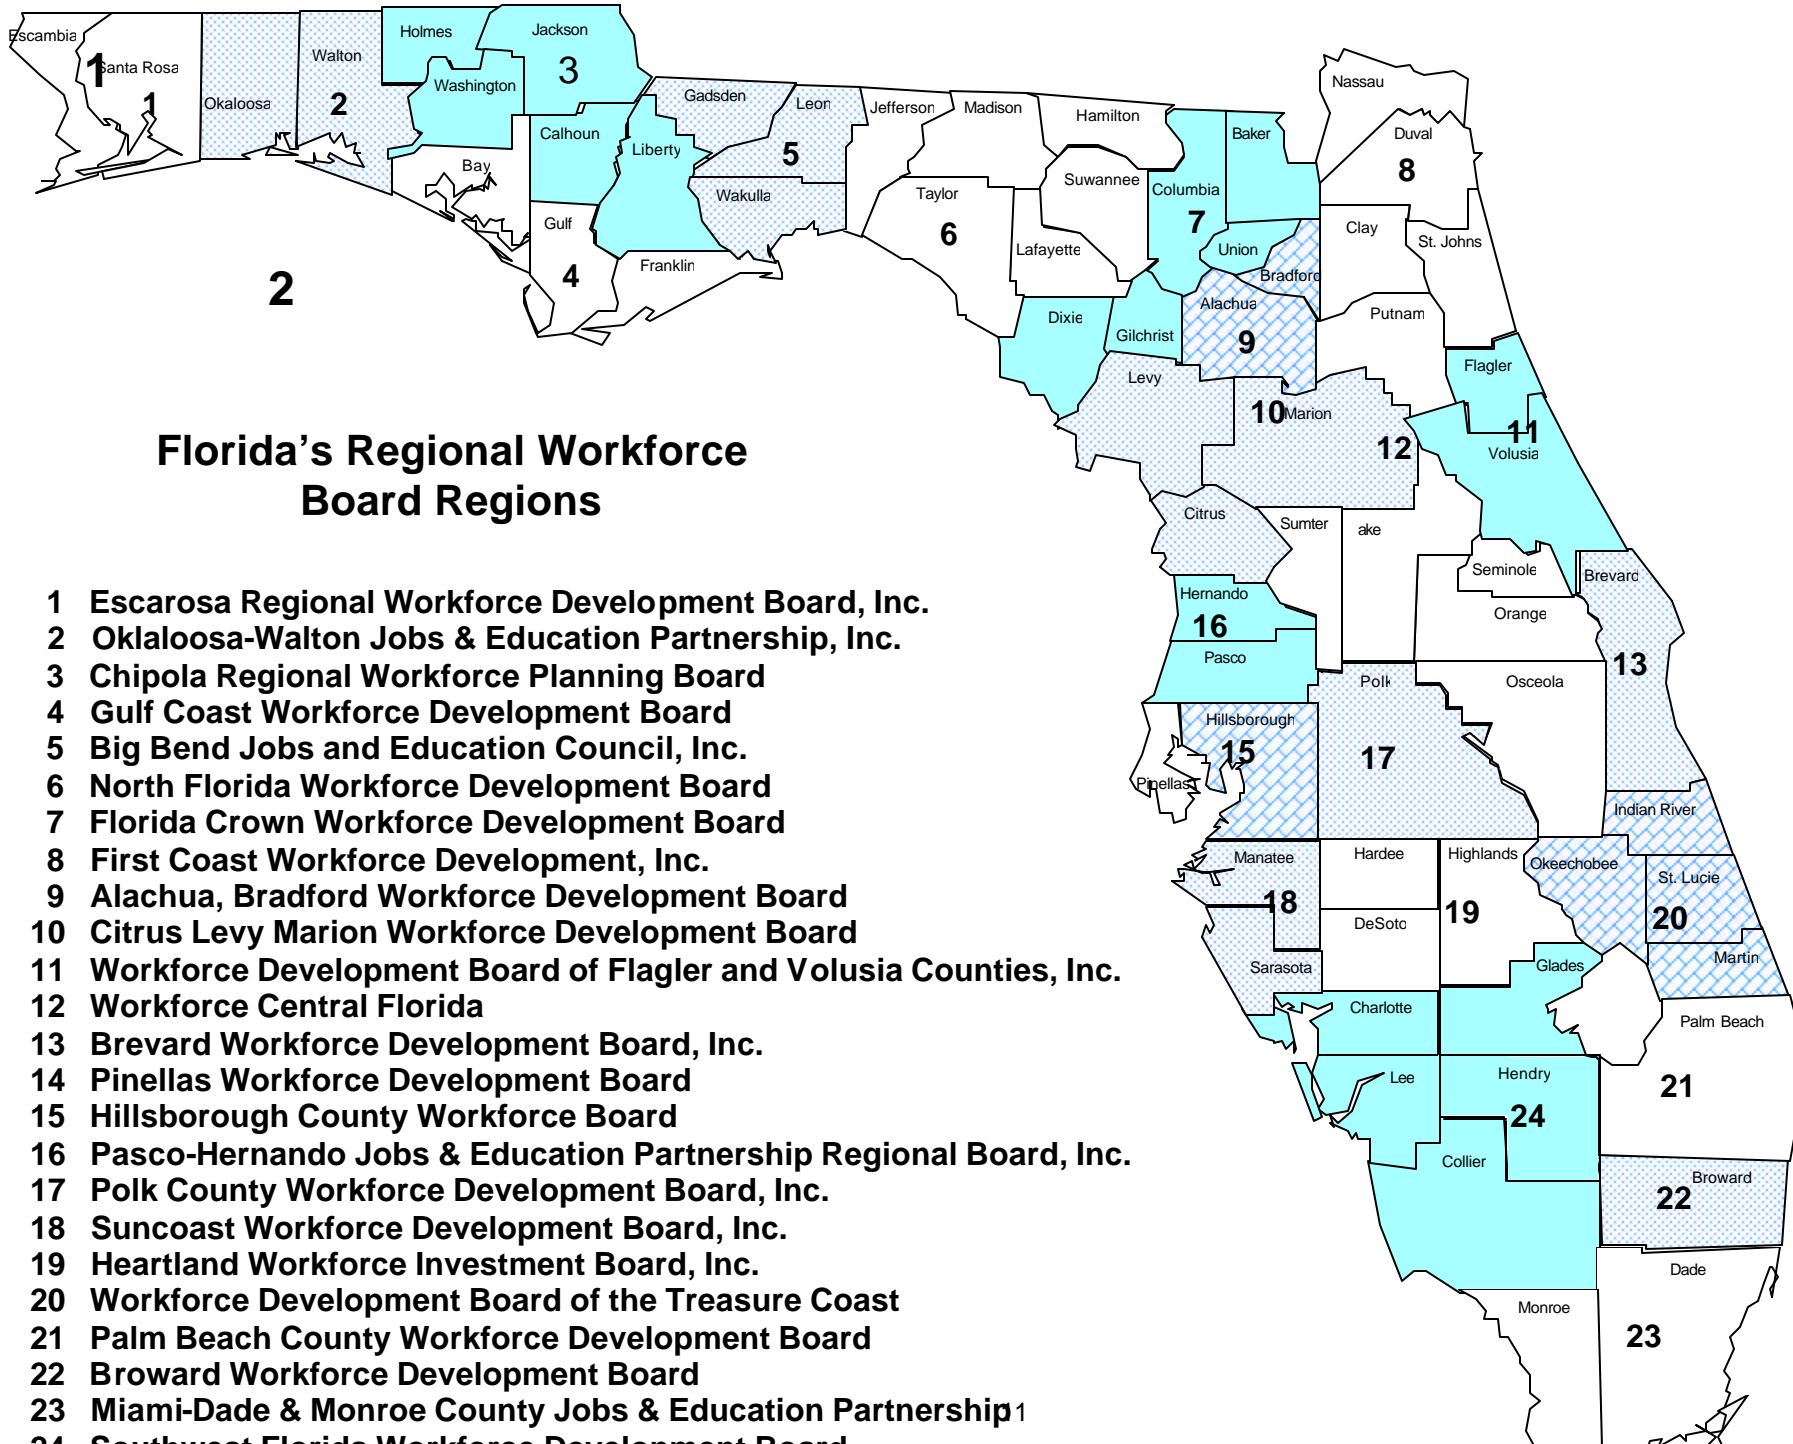 Escambia
1
Santa Rosa
1
Okaloosa
Walton
2
Holmes
Washington
Jackson
3
Calhoun
Liberty
Bay
Gulf
4
Franklin
Gadsden
Leon
5
Wakulla
2
Jefferson
Madison
Hamilton
Suwannee
Taylor
6
Lafayette
Columbia
7
Baker
Union
Bradford
Nassau
Duval
8
Clay
St. Johns
Putnam
Alachua
9
Dixie
Gilchrist
Levy
10
Marion
12
Flagler
11
Volusia
Citrus
Sumter
ake
Seminole
Orange
Brevard
13
Hernando
16
Pasco
Polk
17
Osceola
Hillsborough
15
Pinellas
Indian River
Okeechobee
St. Lucie
20
Martin
Manatee
18
Hardee
Highlands
19
DeSoto
Sarasota
Glades
Charlotte
Palm Beach
21
Lee
Hendry
24
Collier
Broward
22
Dade
Monroe
23
Florida's Regional Workforce
Board Regions
1 Escarosa Regional Workforce Development Board, Inc.
2 Oklaloosa-Walton Jobs & Education Partnership, Inc.
3 Chipola Regional Workforce Planning Board
4 Gulf Coast Workforce Development Board
5 Big Bend Jobs and Education Council, Inc.
6 North Florida Workforce Development Board
7 Florida Crown Workforce Development Board
8 First Coast Workforce Development, Inc.
9 Alachua, Bradford Workforce Development Board
10 Citrus Levy Marion Workforce Development Board
11 Workforce Development Board of Flagler and Volusia Counties, Inc.
12 Workforce Central Florida
13 Brevard Workforce Development Board, Inc.
14 Pinellas Workforce Development Board
15 Hillsborough County Workforce Board
16 Pasco-Hernando Jobs & Education Partnership Regional Board, Inc.
17 Polk County Workforce Development Board, Inc.
18 Suncoast Workforce Development Board, Inc.
19 Heartland Workforce Investment Board, Inc.
20 Workforce Development Board of the Treasure Coast
21 Palm Beach County Workforce Development Board
22 Broward Workforce Development Board
23 Miami-Dade & Monroe County Jobs & Education Partnership 11
24 Southwest Florida Workforce Development Board